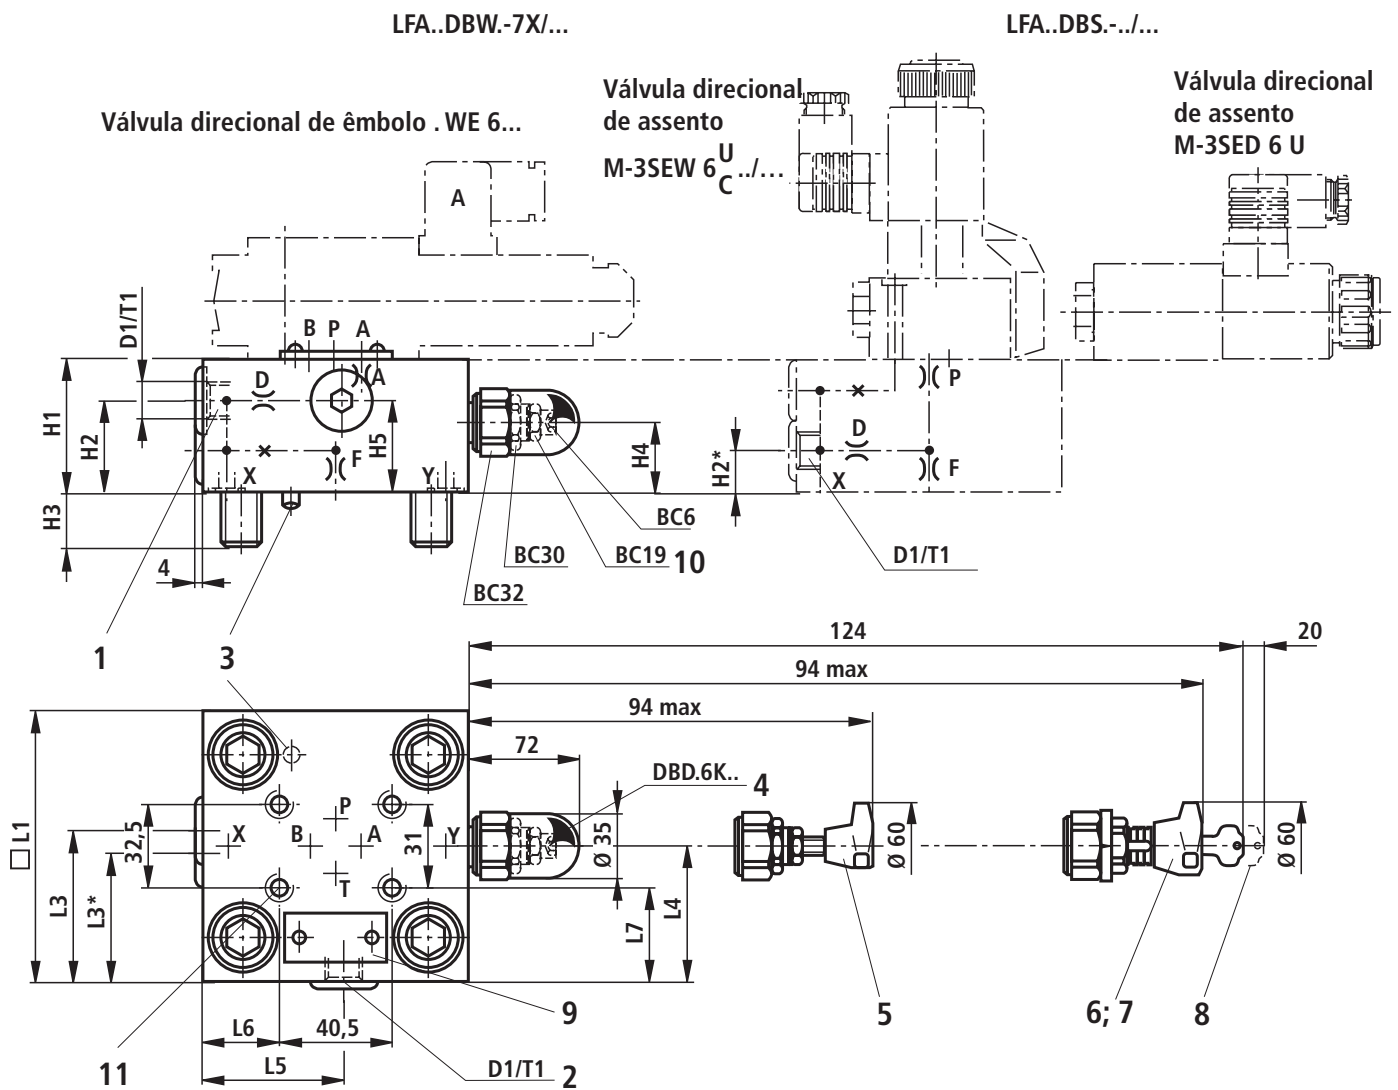 LFA..DBW.-7X/...
LFA..DBS.-../...
Válvula direcional de êmbolo . WE 6...
Válvula direcional
de assento
M-3SEW 6 U ../...
C
Válvula direcional
de assento
M-3SED 6 U
A
D1/T1
B P A
D
A
H1
H2
H5
H4
H3
F
X
Y
4
BC6
BC30
BC19 10
BC32
P
D
F
X
H2*
D1/T1
1
3
124
20
94 max
94 max
72
DBD.6K.. 4
□ L1
L3
L3*
32,5
P
X
B
A
Y
T
31
Ø 35
L7
L4
Ø 60
Ø 60
L6
40,5
L5
11
D1/T1 2
9
5
6; 7
8